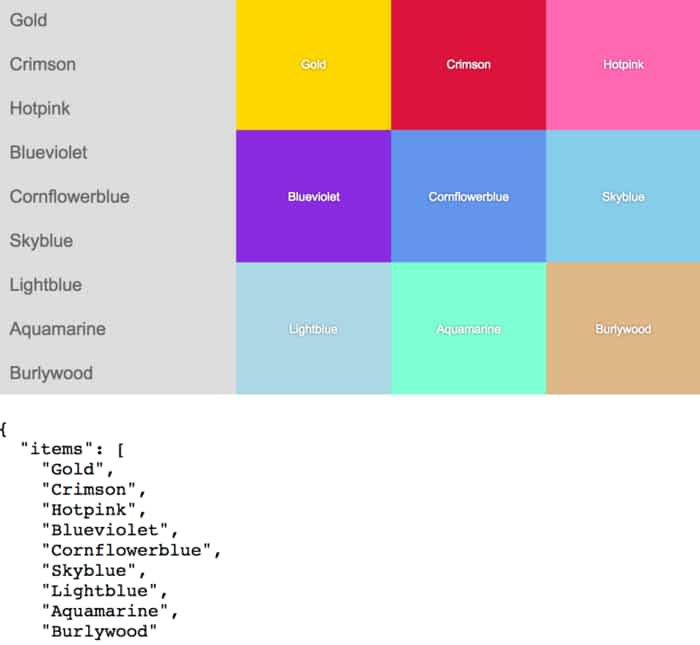 Gold
Crimson
Hotpink
Blueviolet
Cornflowerblue
Skyblue
Lightblue
Aquamarine
Burlywood
Gold Crimson Hotpink
Blueviolet Cornflowerblue Skyblue
Lightblue Aquamarine Burlywood
{
  "items": [
    "Gold",
    "Crimson",
    "Hotpink",
    "Blueviolet",
    "Cornflowerblue",
    "Skyblue",
    "Lightblue",
    "Aquamarine",
    "Burlywood"